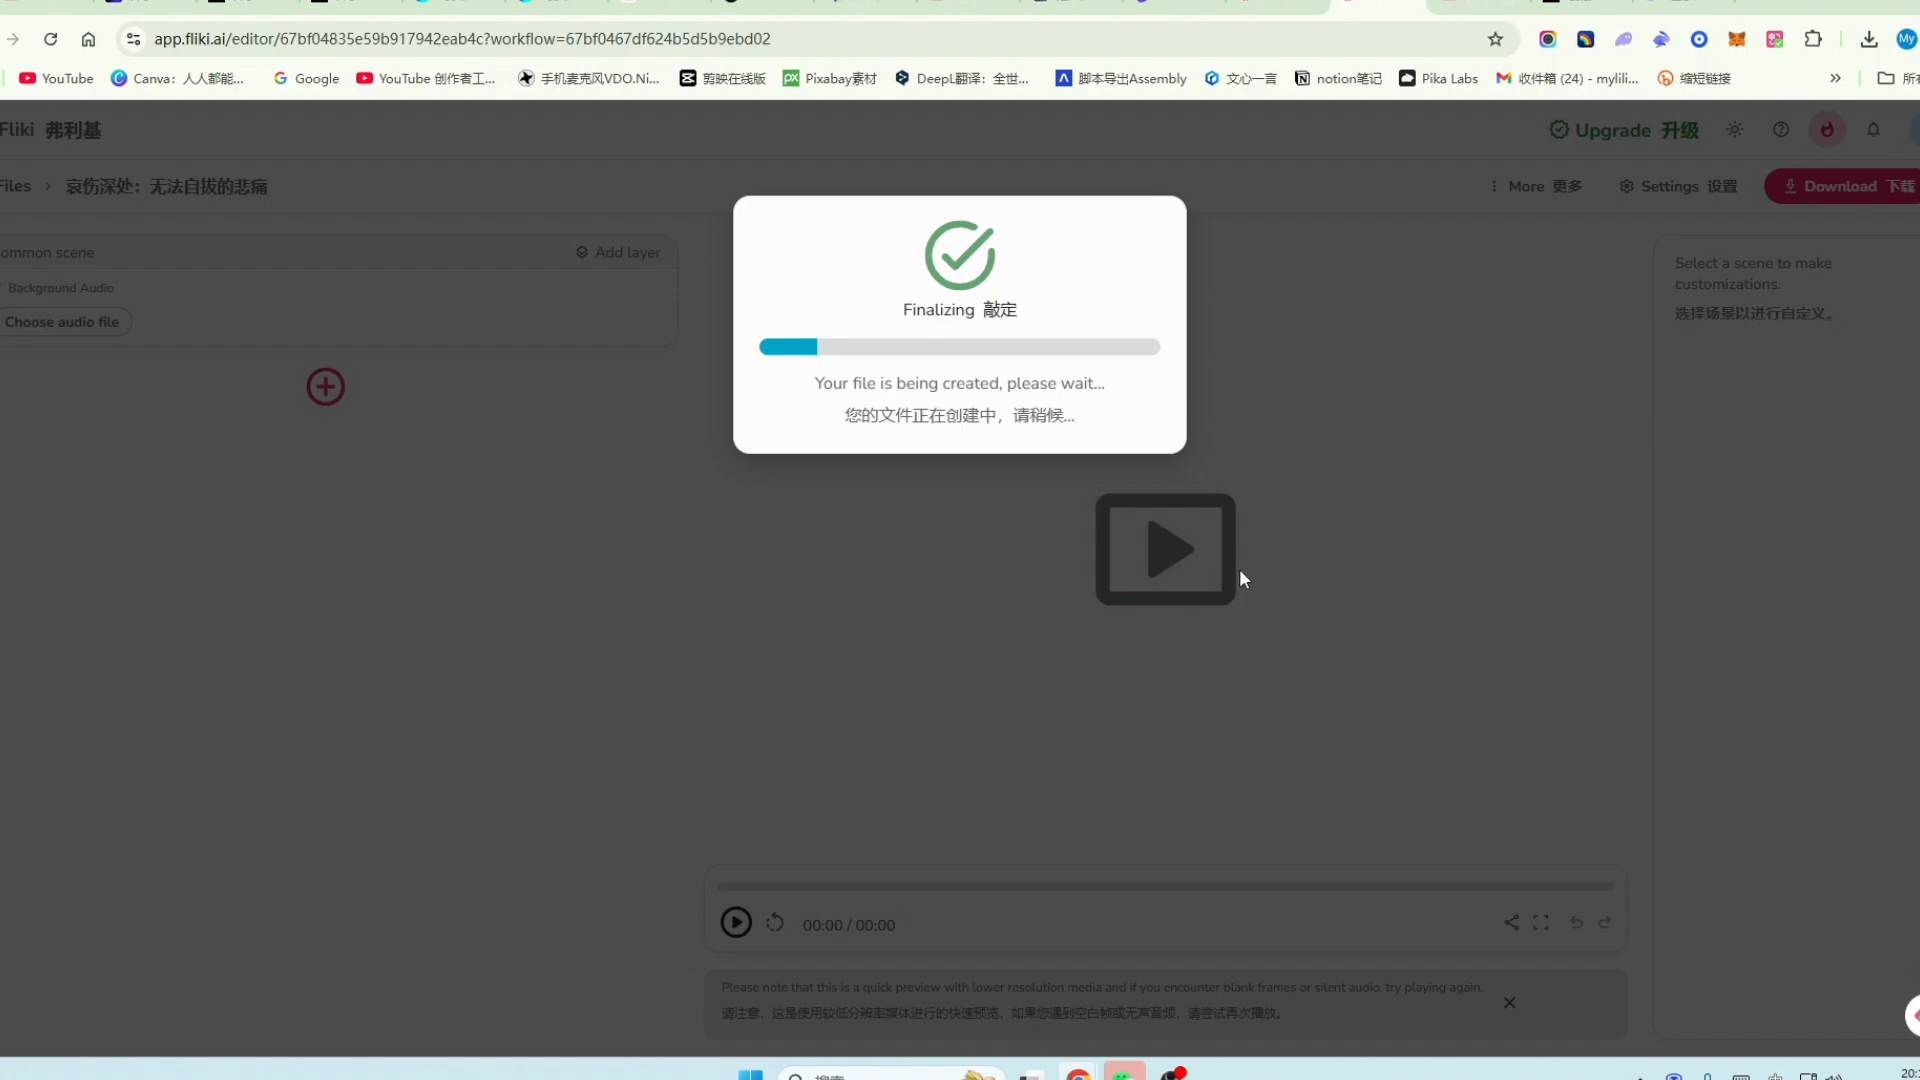 app.fliki.ai/editor/67bf04835e59b917942eab4c?workflow=67bf0467df624b5d5b9ebd02
My
YouTube
Canva：人人都能...
Google
YouTube 创作者工...
手机麦克风VDO.Ni...
剪映在线版
Pixabay素材
DeepL翻译：全世...
脚本导出Assembly
文心一言
notion笔记
Pika Labs
收件箱 (24) - mylili...
缩短链接
»
Fliki 弗利基
Upgrade 升级
Files > 哀伤深处：无法自拔的悲痛
More 更多
Settings 设置
Download 下载
ommon scene
Add layer
Background Audio
Choose audio file
Finalizing 敲定
Your file is being created, please wait...
您的文件正在创建中，请稍候...
Select a scene to make
customizations.
选择场景以进行自定义。
00:00 / 00:00
Please note that this is a quick preview with lower resolution media and if you encounter blank frames or silent audio, try playing again.
请注意，这是使用较低分辨率媒体进行的快速预览，如果您遇到空白帧或无声音频，请尝试再次播放。
搜索